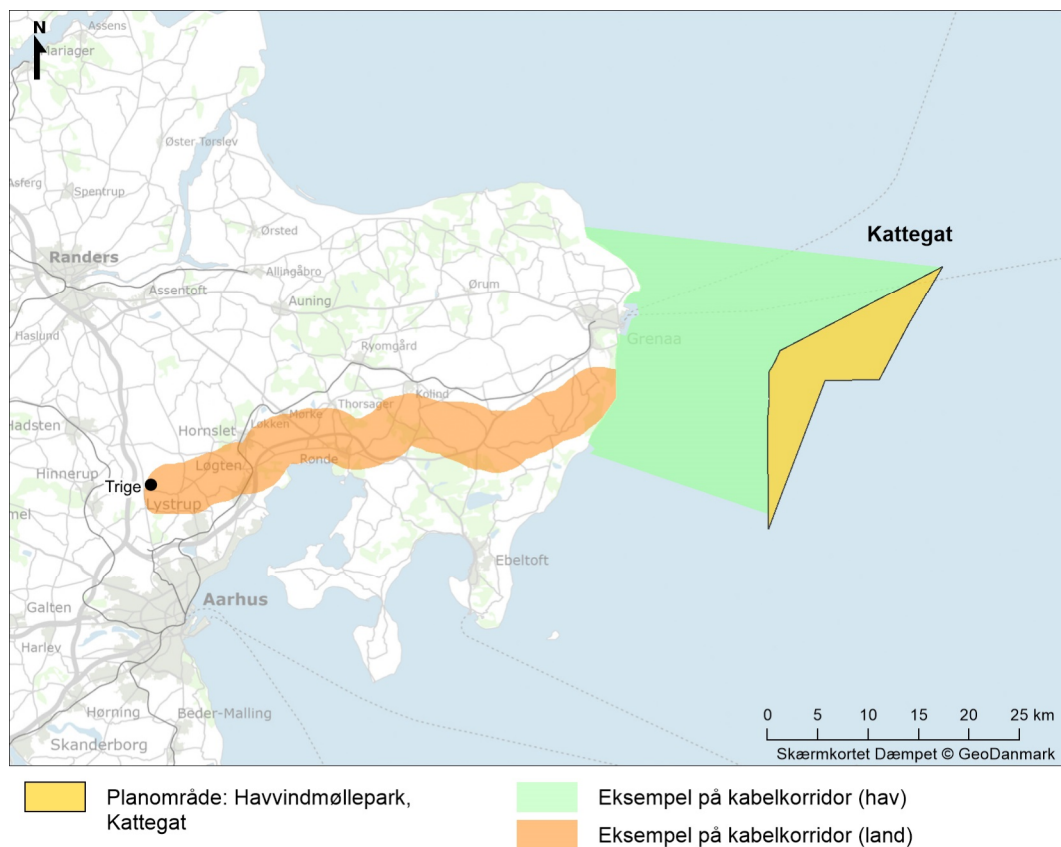 N
Assens
Mariager
Øster Tørslev
Asferg
Spentrup
Ørsted
Randers
Allingåbro
Kattegat
Assentoft
Auning
Ørum
Haslund
Grenaa
Ryomgård
Kolind
Thorsager
Mørke
Hadsten
Hornslet
Løkken
Løgten
Rønde
Hinnerup
Trige
Lystrup
mel
Ebeltoft
Aarhus
Galten
Harlev
Hørning
Beder-Malling
Skanderborg
0 5 10 15 20 25 km
Skærmkortet Dæmpet © GeoDanmark
Planområde: Havvindmøllepark,
Kattegat
Eksempel på kabelkorridor (hav)
Eksempel på kabelkorridor (land)